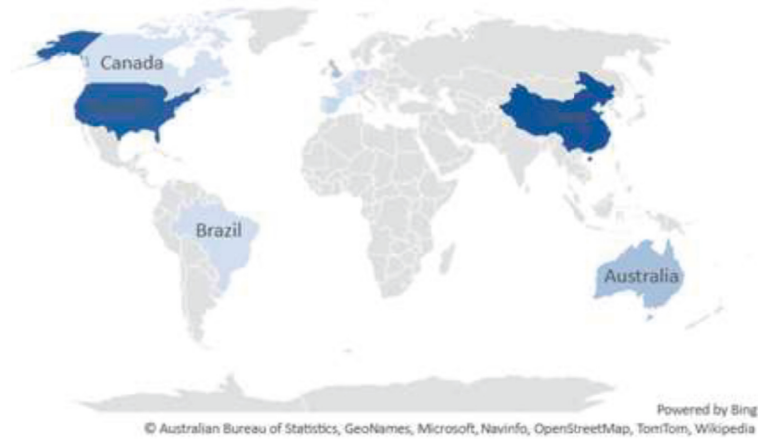 Canada
Brazil
Australia
Powered by Bing
© Australian Bureau of Statistics, GeoNames, Microsoft, Navinfo, OpenStreetMap, TomTom, Wikipedia